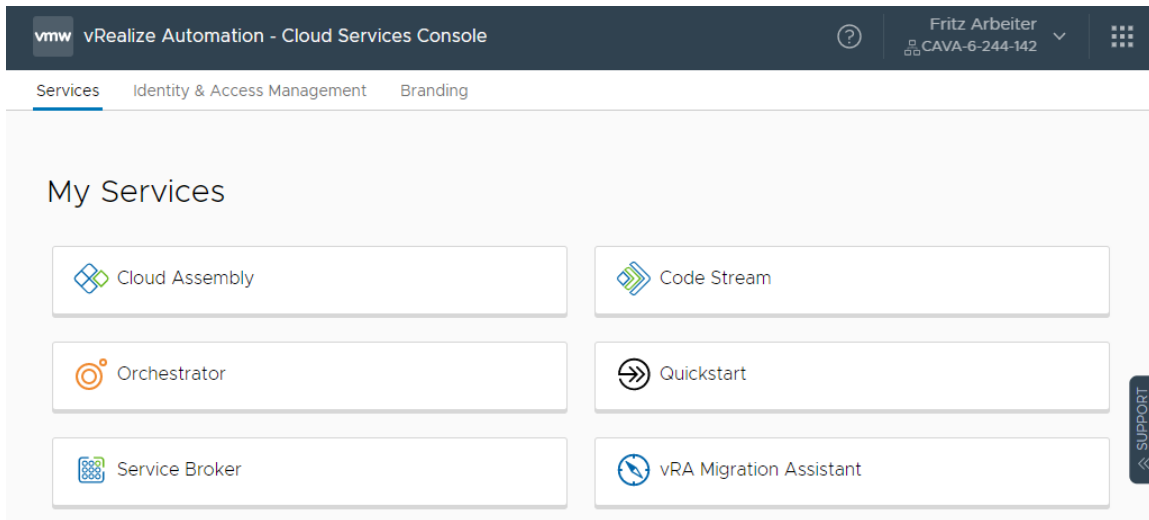 vmw vRealize Automation - Cloud Services Console
Fritz Arbeiter
CAVA-6-244-142
Services Identity & Access Management Branding
My Services
Cloud Assembly
Code Stream
Orchestrator
Quickstart
Service Broker
vRA Migration Assistant
SUPPORT